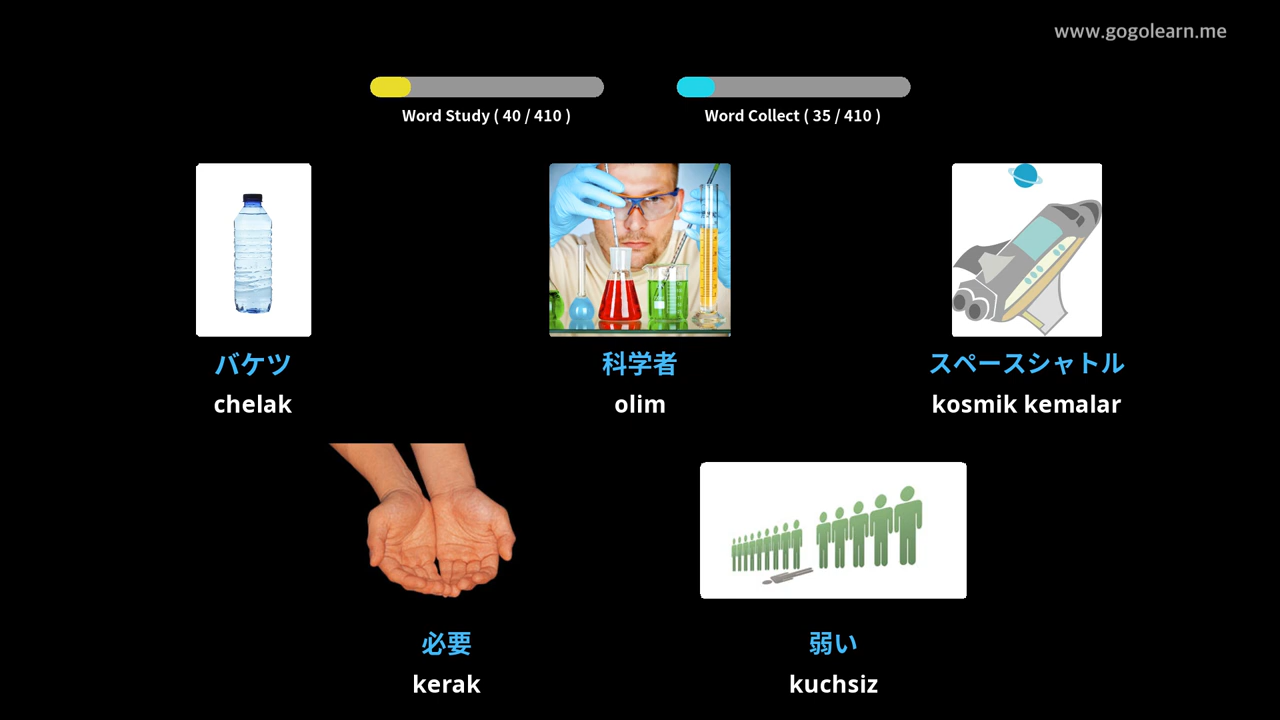 www.gogolearn.me
Word Study ( 40 / 410 )
Word Collect ( 35 / 410 )
バケツ
chelak
科学者
olim
スペースシャトル
kosmik kemalar
必要
kerak
弱い
kuchsiz